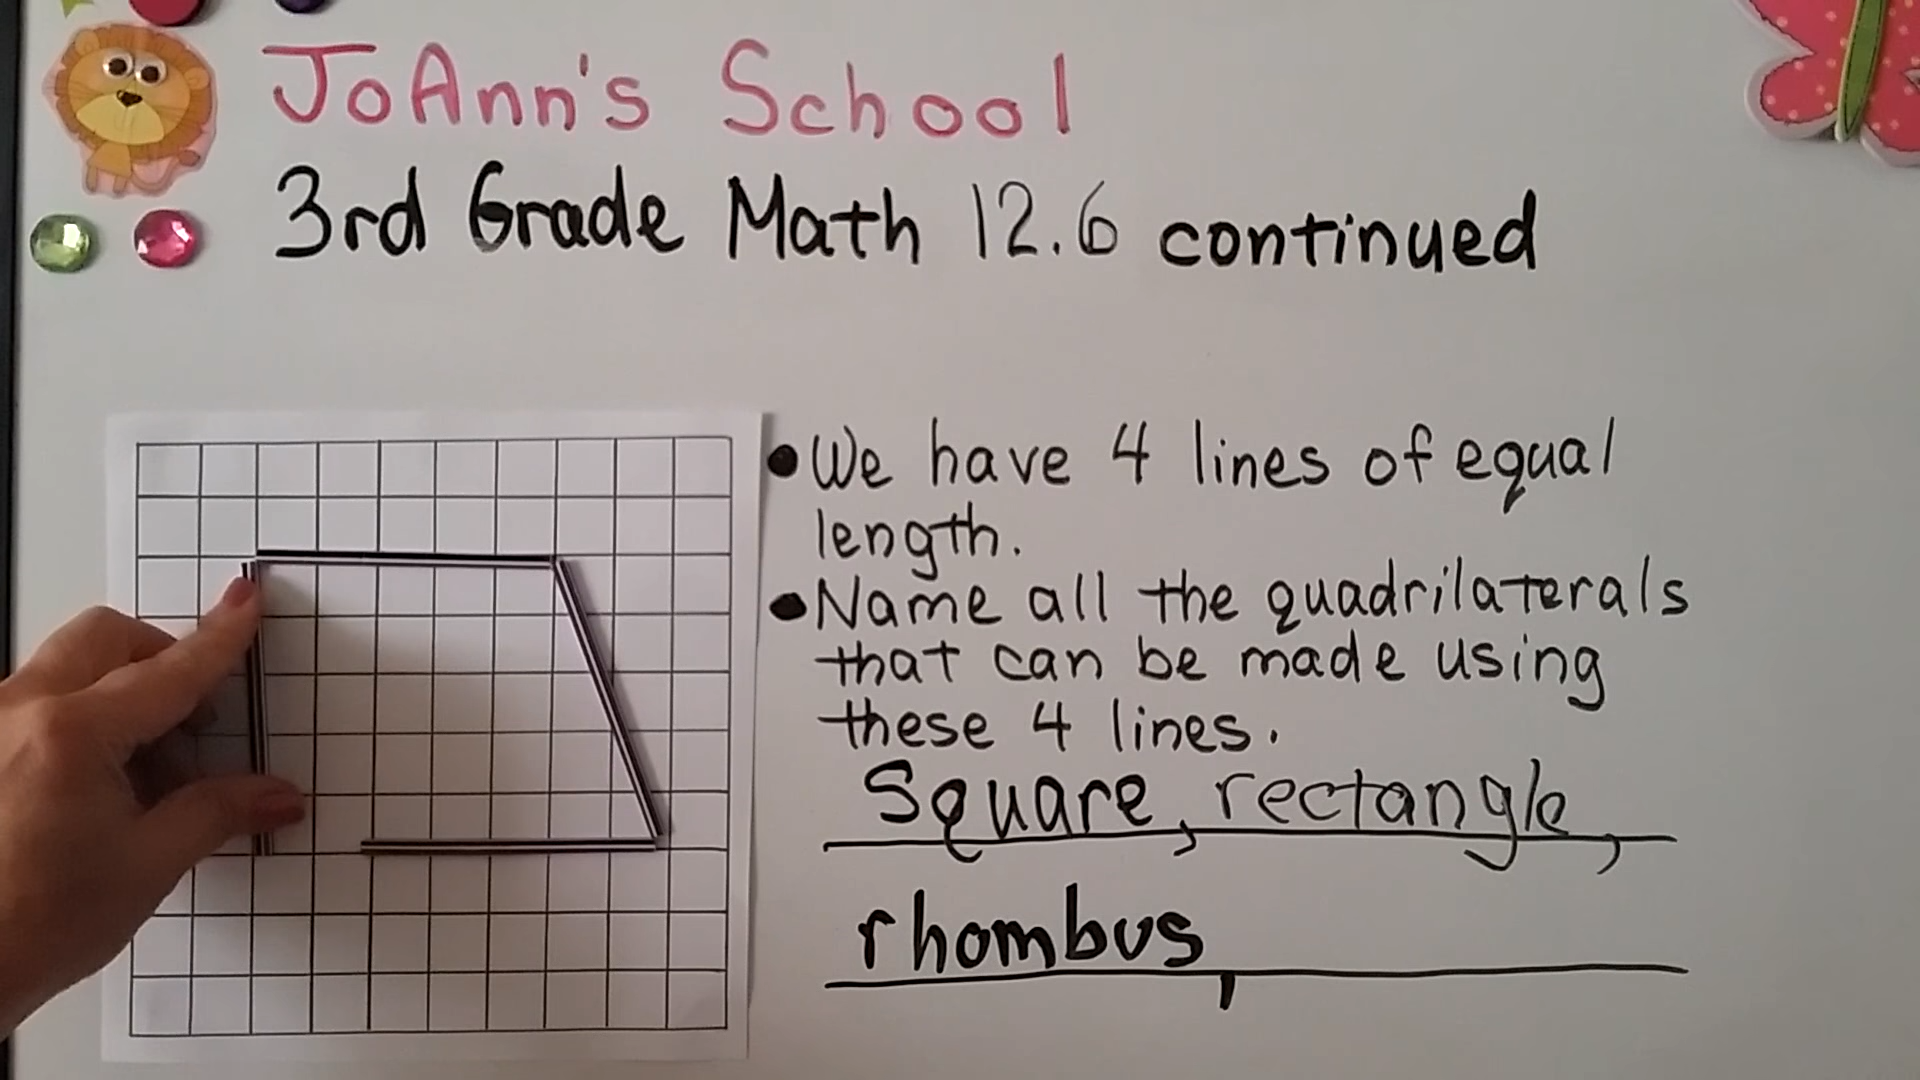 JoAnn's School
3rd Grade Math 12.6 continued
• We have 4 lines of equal
length.
• Name all the quadrilaterals
that can be made using
these 4 lines.
Square, rectangle,
rhombus,